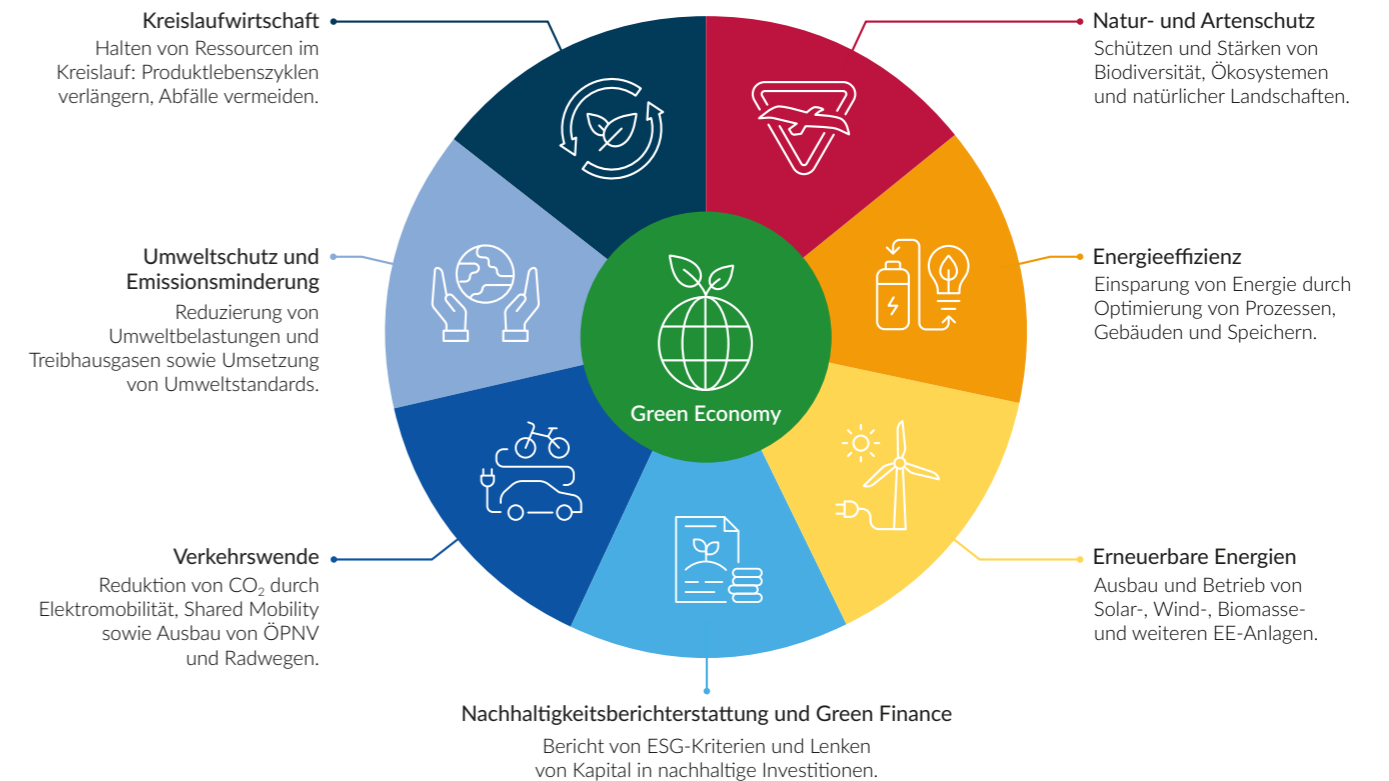 Kreislaufwirtschaft
Halten von Ressourcen im
Kreislauf: Produktlebenszyklen
verlängern, Abfälle vermeiden.
Natur- und Artenschutz
Schützen und Stärken von
Biodiversität, Ökosystemen
und natürlicher Landschaften.
Umweltschutz und
Emissionsminderung
Reduzierung von
Umweltbelastungen und
Treibhausgasen sowie Umsetzung
von Umweltstandards.
Energieeffizienz
Einsparung von Energie durch
Optimierung von Prozessen,
Gebäuden und Speichern.
Green Economy
Verkehrswende
Reduktion von CO₂ durch
Elektromobilität, Shared Mobility
sowie Ausbau von ÖPNV
und Radwegen.
Erneuerbare Energien
Ausbau und Betrieb von
Solar-, Wind-, Biomasse-
und weiteren EE-Anlagen.
Nachhaltigkeitsberichterstattung und Green Finance
Bericht von ESG-Kriterien und Lenken
von Kapital in nachhaltige Investitionen.